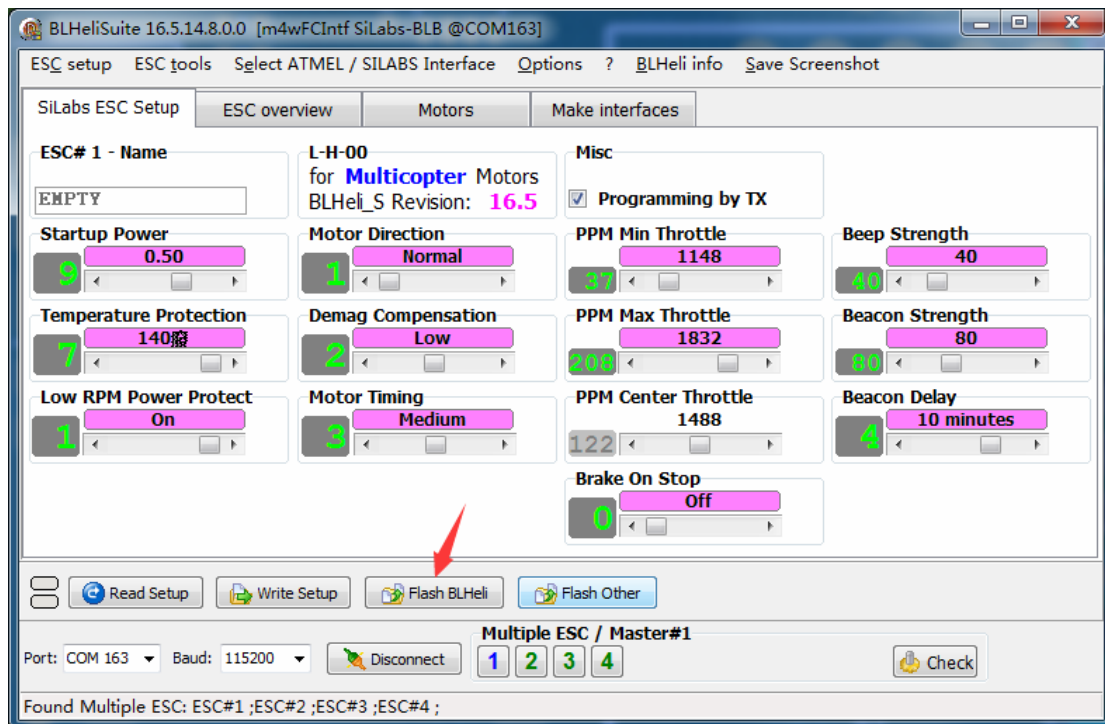 BLHeliSuite 16.5.14.8.0.0 [m4wFCIntf SiLabs-BLB @COM163]
ESC setup ESC tools Select ATMEL / SILABS Interface Options ? BLHeli info Save Screenshot
SiLabs ESC Setup ESC overview Motors Make interfaces
ESC# 1 - Name
EMPTY
L-H-00
for Multicopter Motors
BLHeli_S Revision: 16.5
Misc
Programming by TX
Startup Power
0.50
9
Motor Direction
Normal
1
PPM Min Throttle
1148
37
Beep Strength
40
40
Temperature Protection
140
7
Demag Compensation
Low
2
PPM Max Throttle
1832
208
Beacon Strength
80
80
Low RPM Power Protect
On
1
Motor Timing
Medium
3
PPM Center Throttle
1488
122
Beacon Delay
10 minutes
4
Brake On Stop
Off
0
Read Setup Write Setup Flash BLHeli Flash Other
Multiple ESC / Master#1
Port: COM 163 Baud: 115200 Disconnect 1 2 3 4 Check
Found Multiple ESC: ESC#1 ;ESC#2 ;ESC#3 ;ESC#4 ;